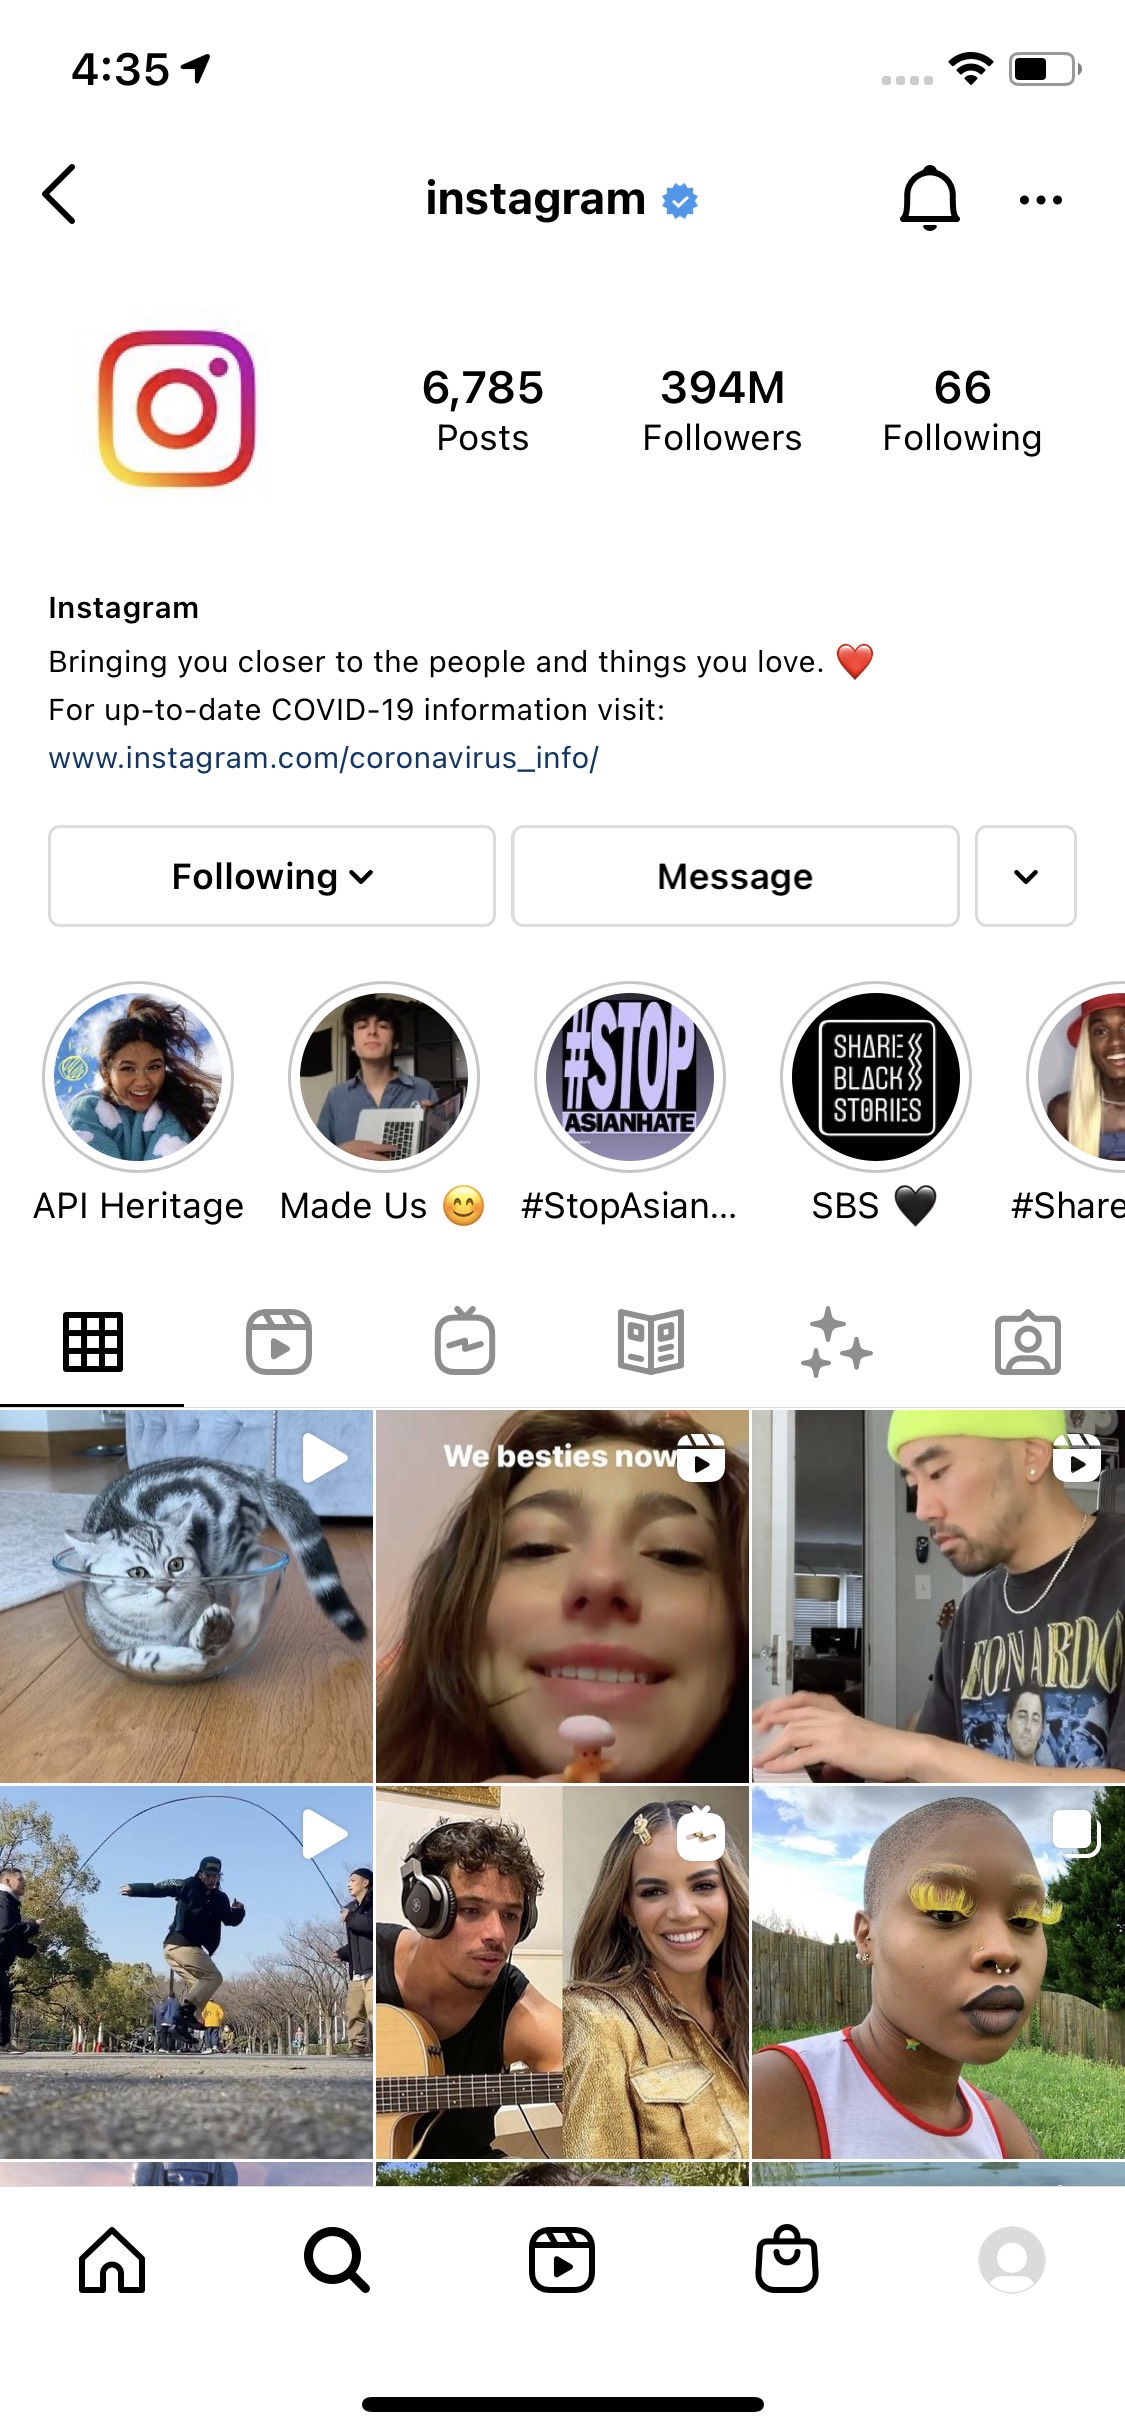 4:35
instagram
6,785 394M 66
Posts Followers Following
Instagram
Bringing you closer to the people and things you love. ❤️
For up-to-date COVID-19 information visit:
www.instagram.com/coronavirus_info/
Following Message
#STOP
ASIANHATE
SHARE
BLACK
STORIES
API Heritage Made Us 😊 #StopAsian... SBS 🖤 #Share
We besties now
LEONARDO